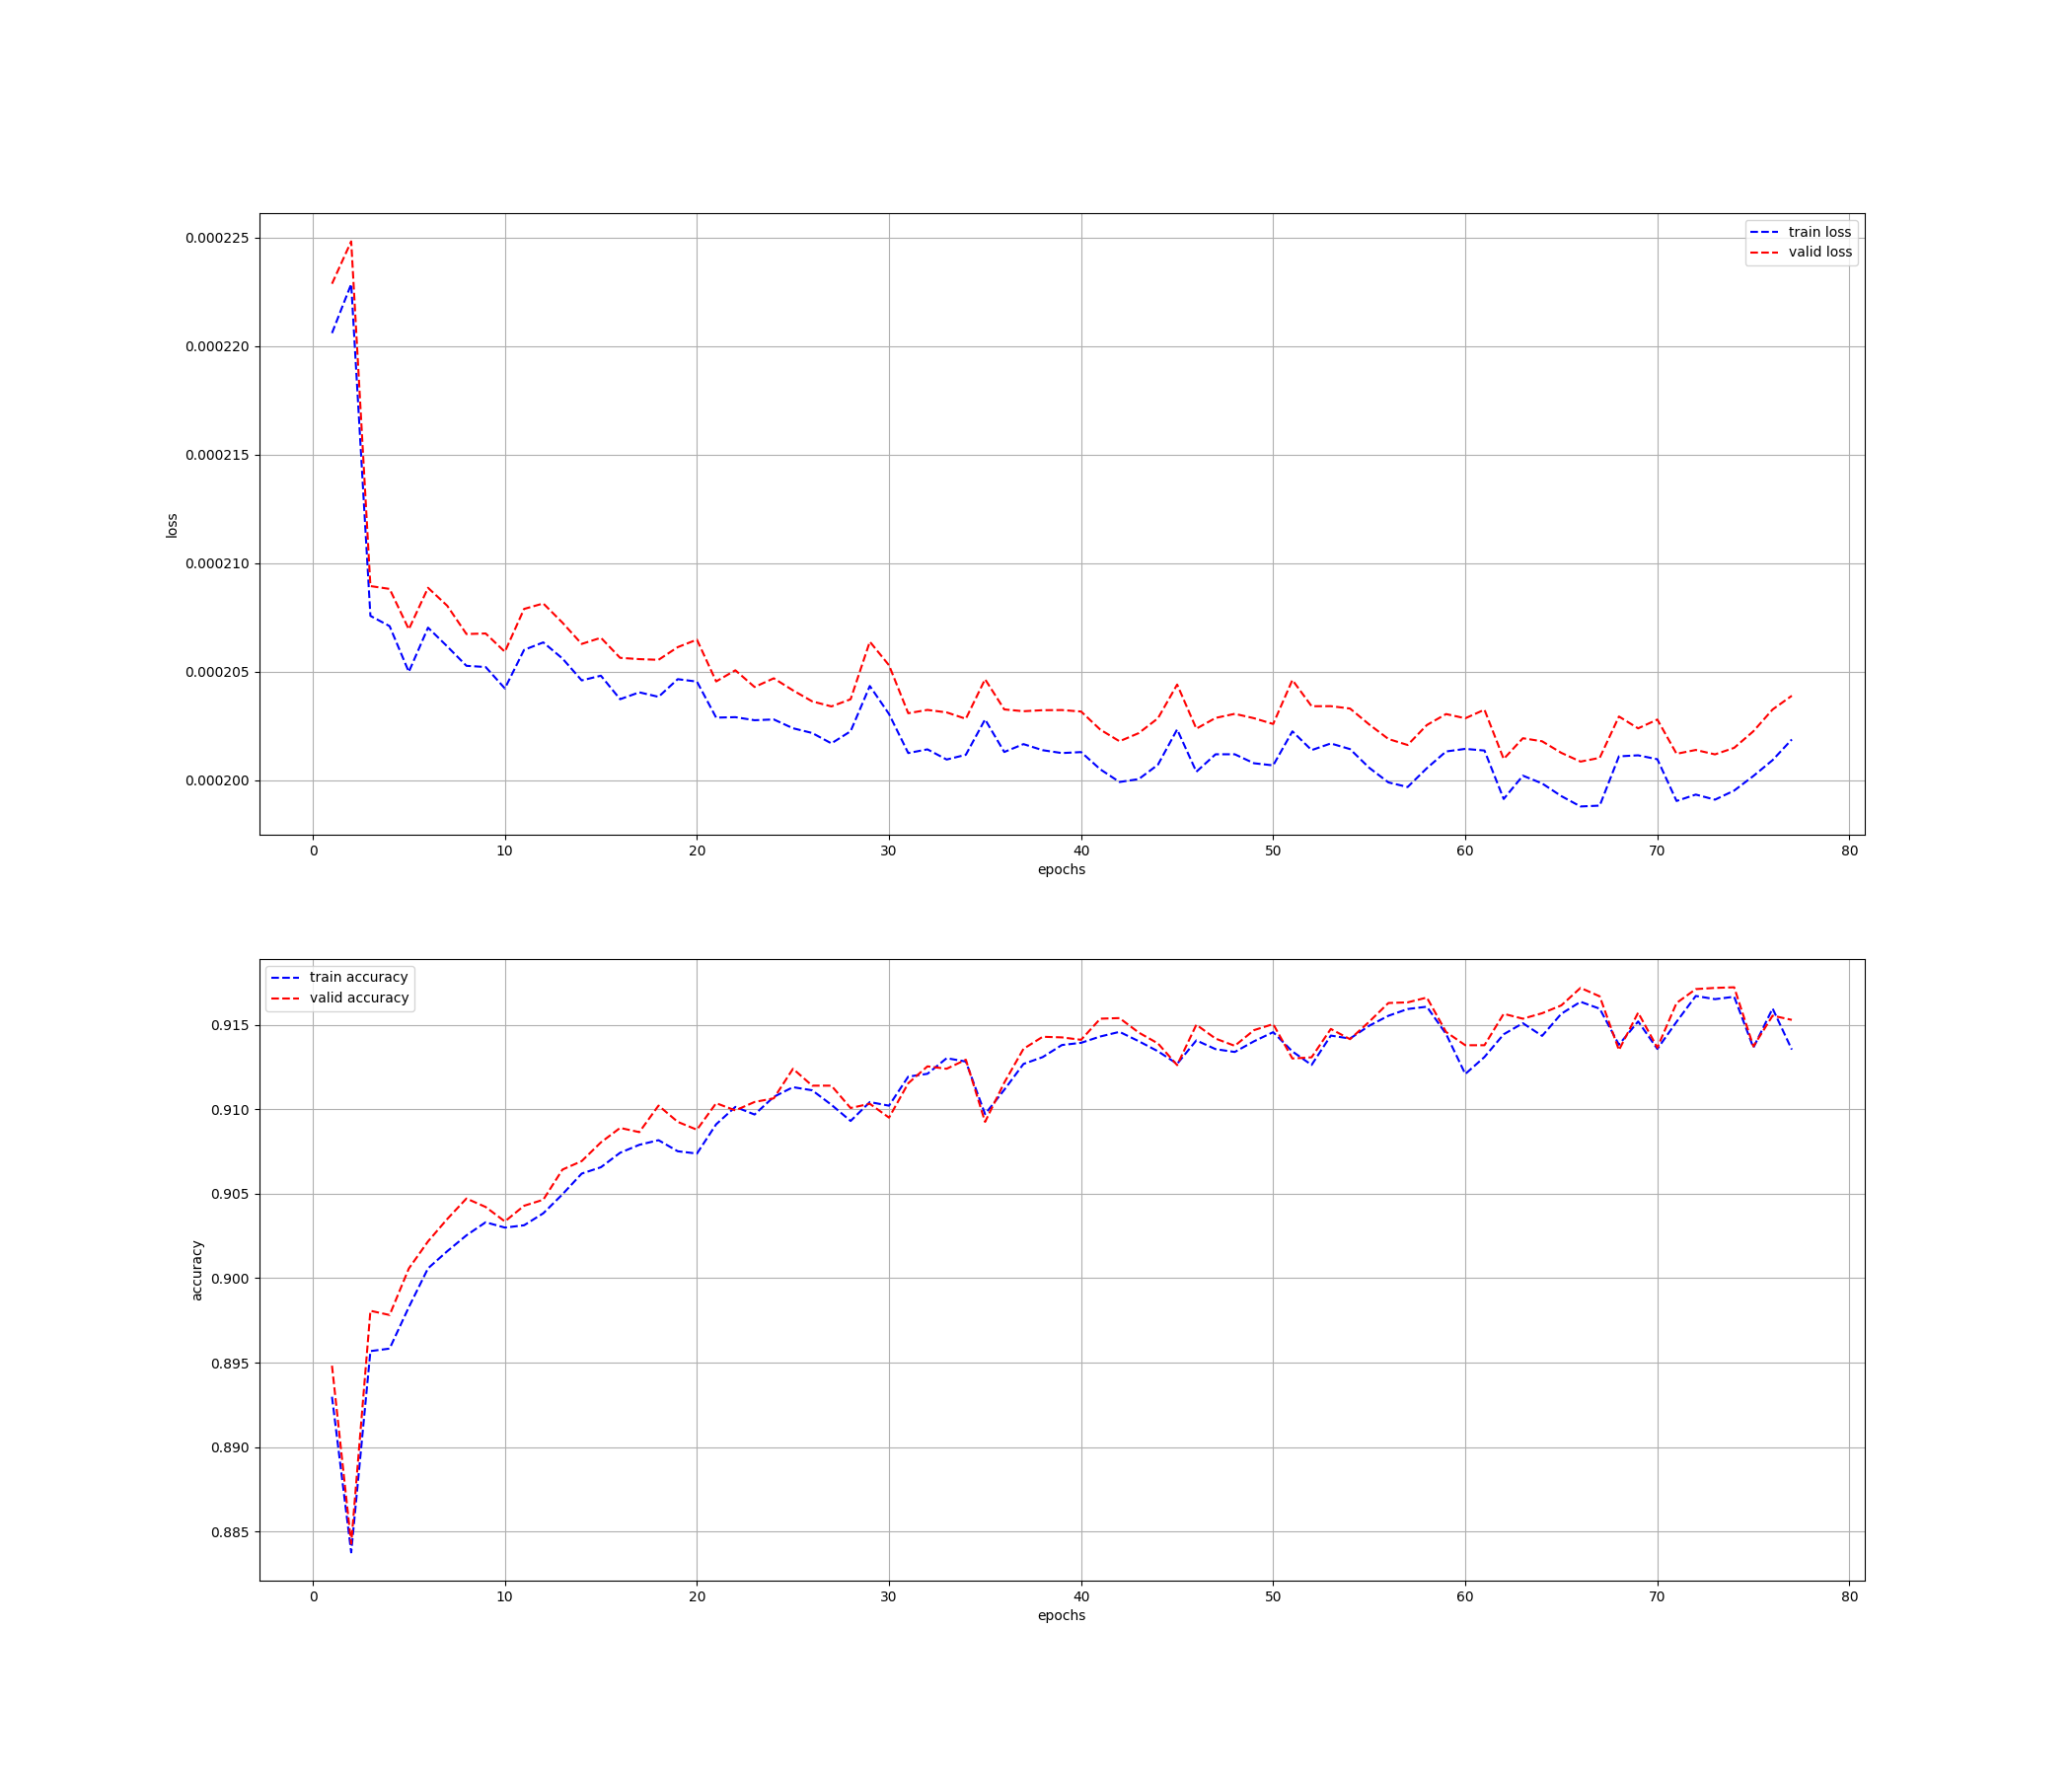 0.000225
0.000220
0.000215
0.000210
0.000205
0.000200
loss
train loss
valid loss
0 10 20 30 40 50 60 70 80
epochs
train accuracy
valid accuracy
0.915
0.910
0.905
0.900
0.895
0.890
0.885
accuracy
0 10 20 30 40 50 60 70 80
epochs